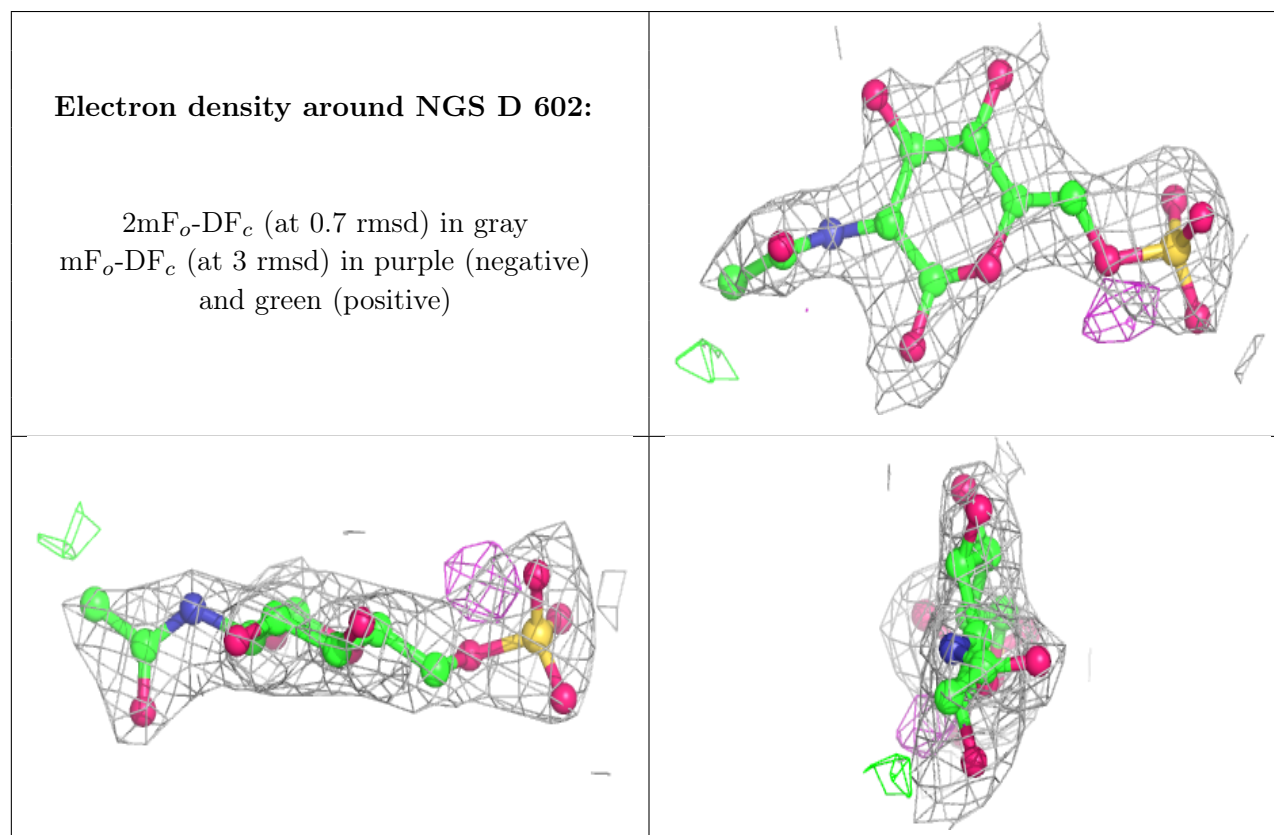 Electron density around NGS D 602:
2mFo-DFc (at 0.7 rmsd) in gray
mFo-DFc (at 3 rmsd) in purple (negative)
and green (positive)